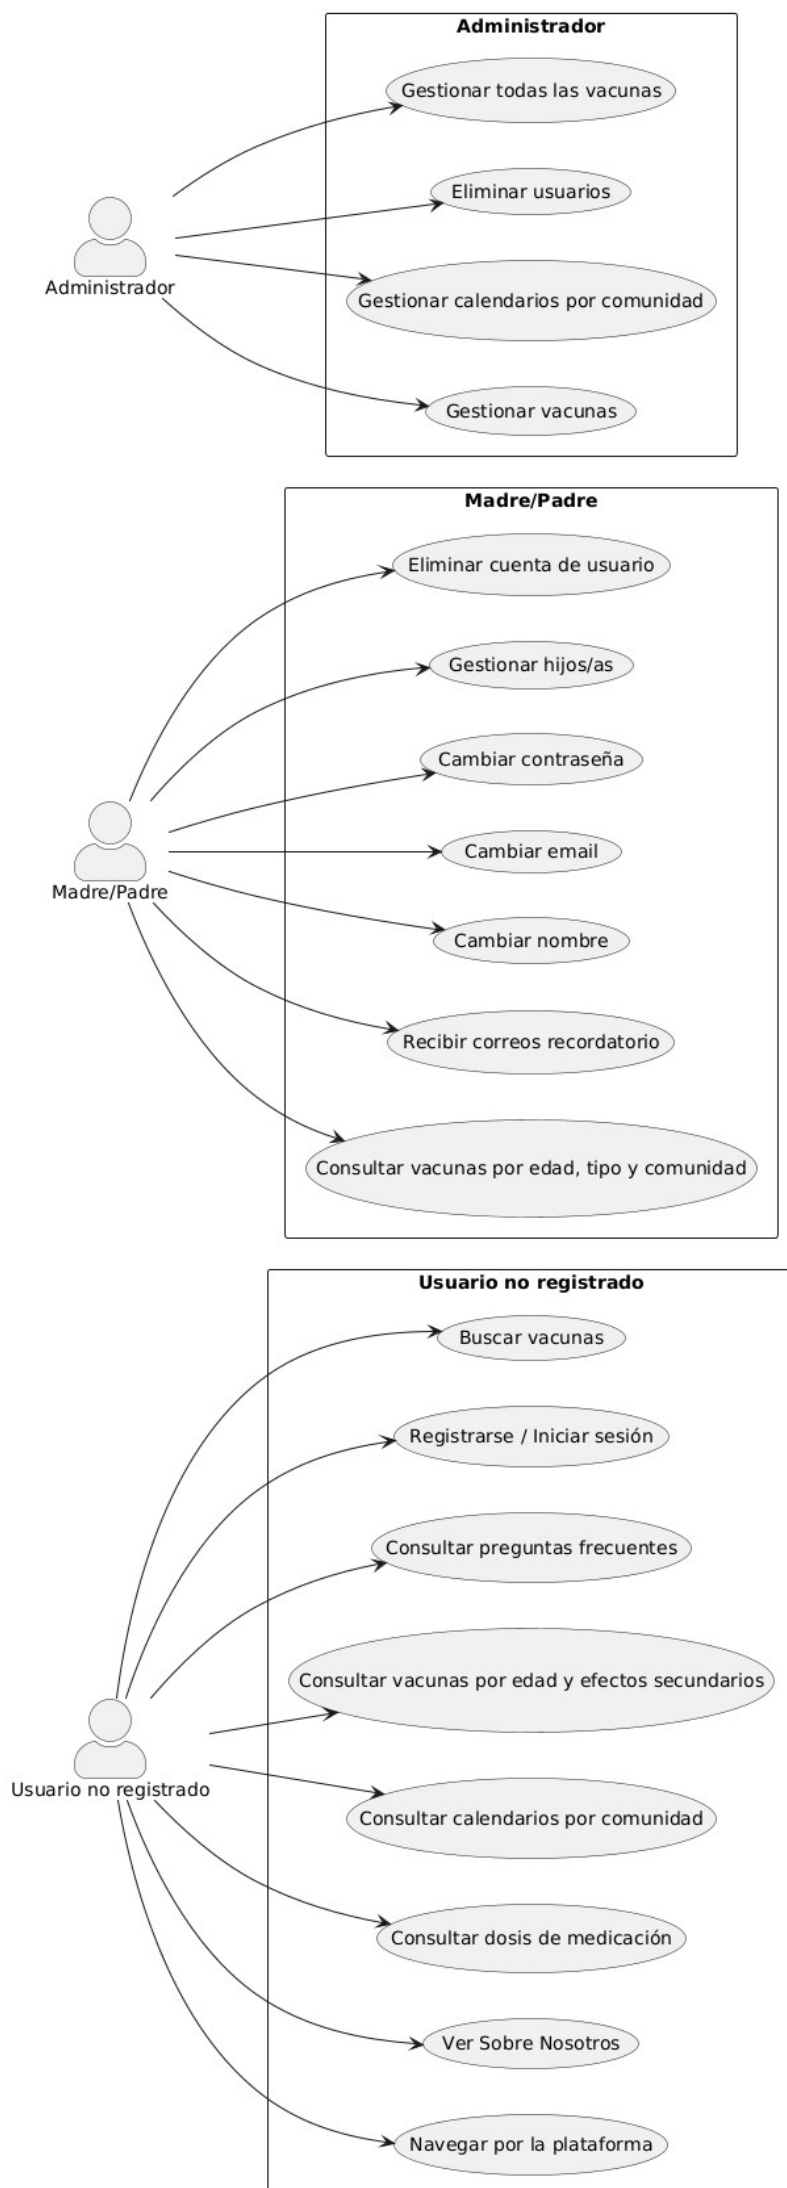 Administrador
Gestionar todas las vacunas
Eliminar usuarios
Administrador
Gestionar calendarios por comunidad
Gestionar vacunas
Madre/Padre
Eliminar cuenta de usuario
Gestionar hijos/as
Cambiar contraseña
Cambiar email
Madre/Padre
Cambiar nombre
Recibir correos recordatorio
Consultar vacunas por edad, tipo y comunidad
Usuario no registrado
Buscar vacunas
Registrarse / Iniciar sesión
Consultar preguntas frecuentes
Consultar vacunas por edad y efectos secundarios
Usuario no registrado
Consultar calendarios por comunidad
Consultar dosis de medicación
Ver Sobre Nosotros
Navegar por la plataforma